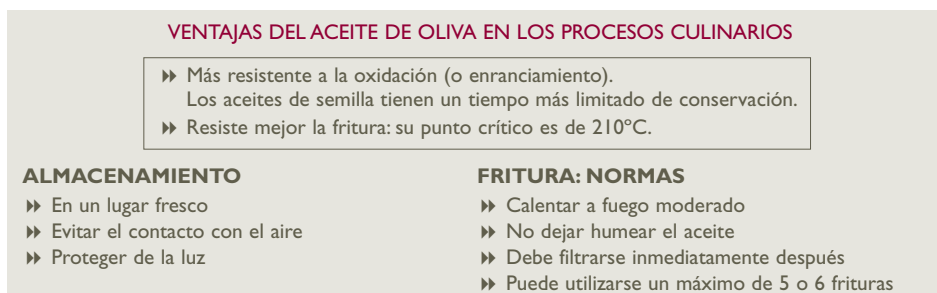 VENTAJAS DEL ACEITE DE OLIVA EN LOS PROCESOS CULINARIOS
Más resistente a la oxidación (o enranciamiento).
Los aceites de semilla tienen un tiempo más limitado de conservación.
Resiste mejor la fritura: su punto crítico es de 210ºC.
ALMACENAMIENTO
En un lugar fresco
Evitar el contacto con el aire
Proteger de la luz
FRITURA: NORMAS
Calentar a fuego moderado
No dejar humear el aceite
Debe filtrarse inmediatamente después
Puede utilizarse un máximo de 5 o 6 frituras